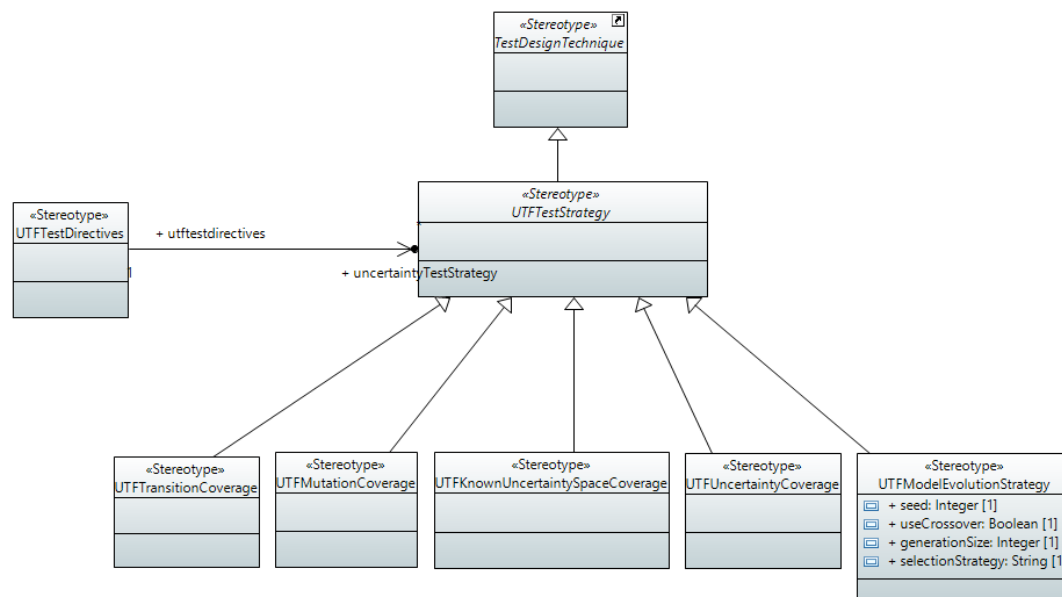 «Stereotype»
TestDesignTechnique
«Stereotype»
UTFTestStrategy
«Stereotype»
UTFTestDirectives
+ utftestdirectives
*
1
+ uncertaintyTestStrategy
«Stereotype»
UTFTransitionCoverage
«Stereotype»
UTFMutationCoverage
«Stereotype»
UTFKnownUncertaintySpaceCoverage
«Stereotype»
UTFUncertaintyCoverage
«Stereotype»
UTFModelEvolutionStrategy
+ seed: Integer [1]
+ useCrossover: Boolean [1]
+ generationSize: Integer [1]
+ selectionStrategy: String [1